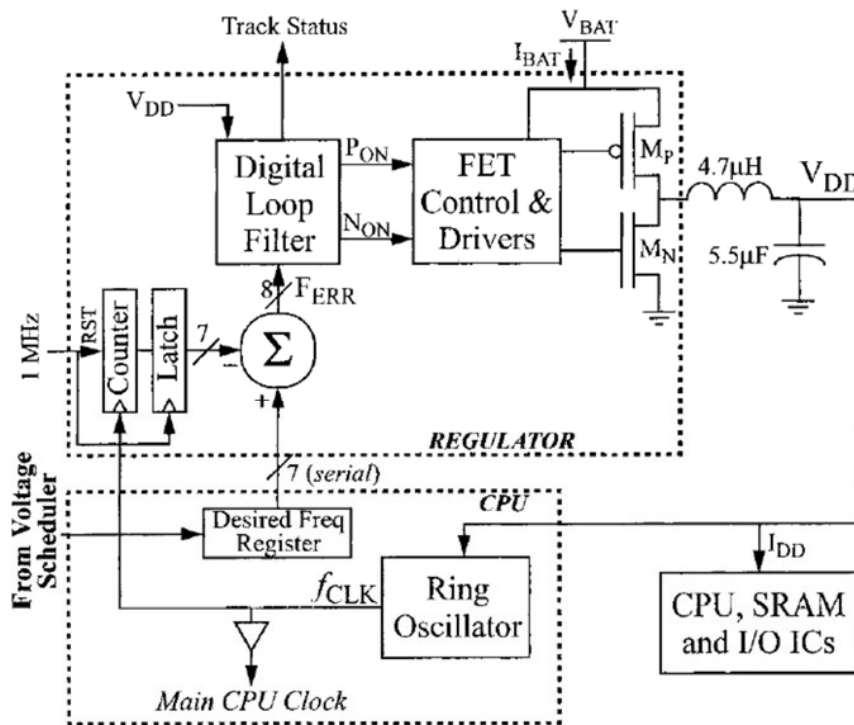 Track Status
V_BAT
I_BAT
V_DD
Digital
Loop
Filter
P_ON
N_ON
FET
Control &
Drivers
M_P
M_N
4.7μH
V_DD
5.5μF
8
F_ERR
1 MHz
RST
Counter
Latch
7
Σ
−
+
REGULATOR
7 (serial)
CPU
From Voltage
Scheduler
Desired Freq
Register
f_CLK
Ring
Oscillator
I_DD
CPU, SRAM
and I/O ICs
Main CPU Clock